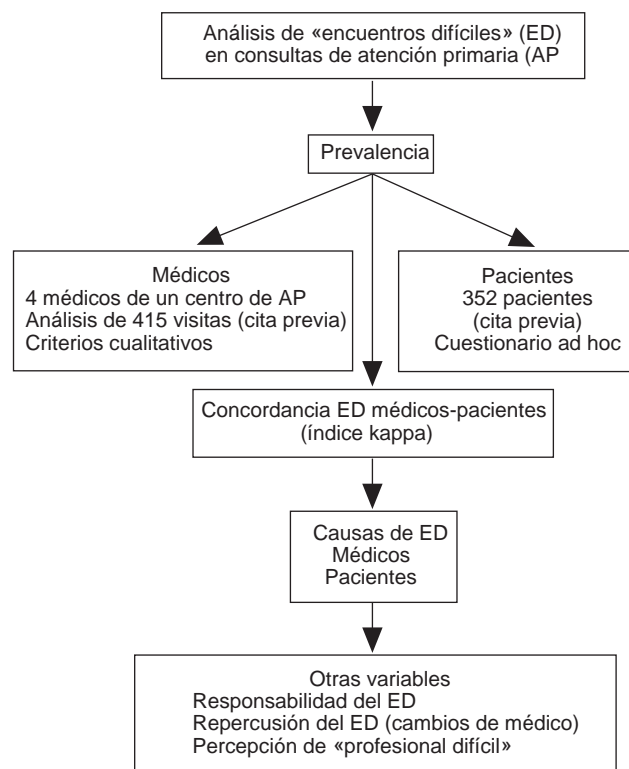 Análisis de «encuentros difíciles» (ED)
en consultas de atención primaria (AP
Prevalencia
Médicos
4 médicos de un centro de AP
Análisis de 415 visitas (cita previa)
Criterios cualitativos
Pacientes
352 pacientes
(cita previa)
Cuestionario ad hoc
Concordancia ED médicos-pacientes
(índice kappa)
Causas de ED
Médicos
Pacientes
Otras variables
Responsabilidad del ED
Repercusión del ED (cambios de médico)
Percepción de «profesional difícil»